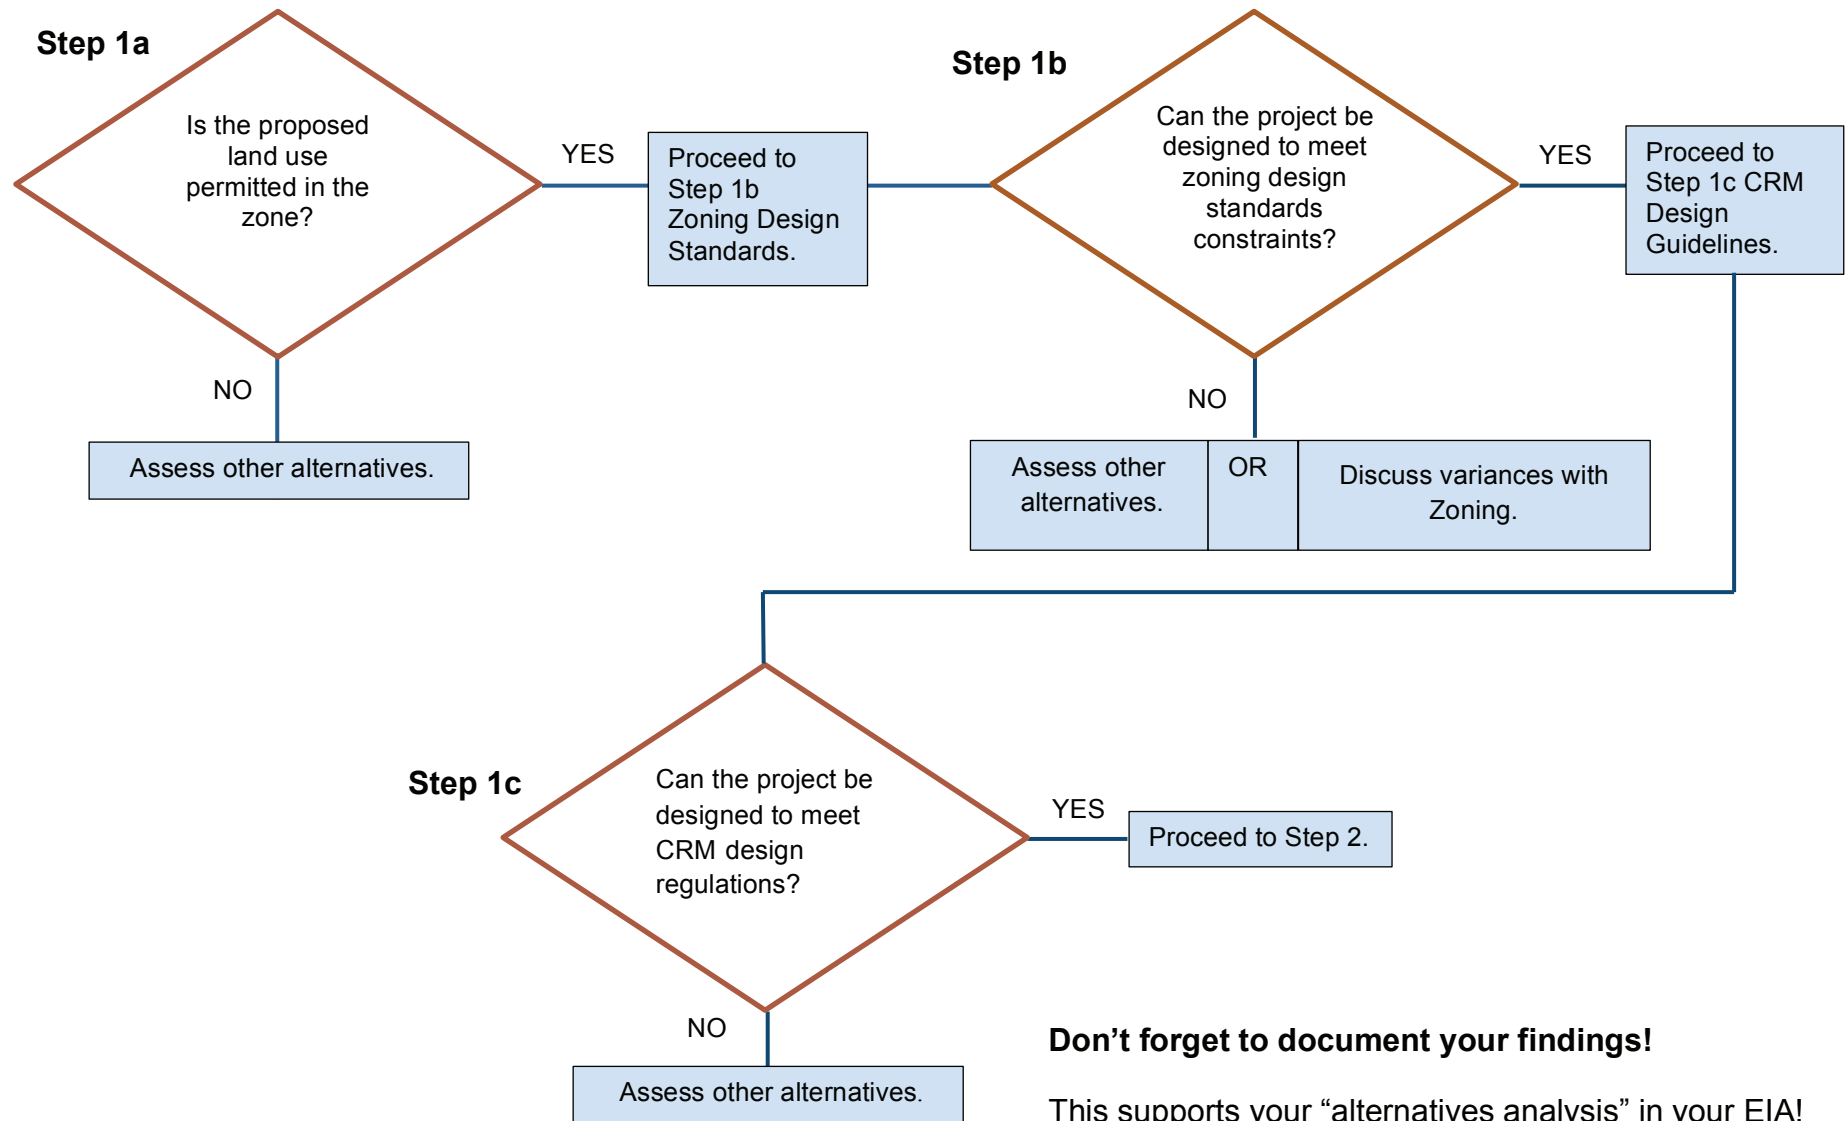 Step 1a
Is the proposed
land use
permitted in the
zone?
YES
Proceed to
Step 1b
Zoning Design
Standards.
NO
Assess other alternatives.
Step 1b
Can the project be
designed to meet
zoning design
standards
constraints?
YES
Proceed to
Step 1c CRM
Design
Guidelines.
NO
Assess other
alternatives.
OR
Discuss variances with
Zoning.
Step 1c
Can the project be
designed to meet
CRM design
regulations?
YES
Proceed to Step 2.
NO
Assess other alternatives.
Don’t forget to document your findings!
This supports your “alternatives analysis” in your EIA!